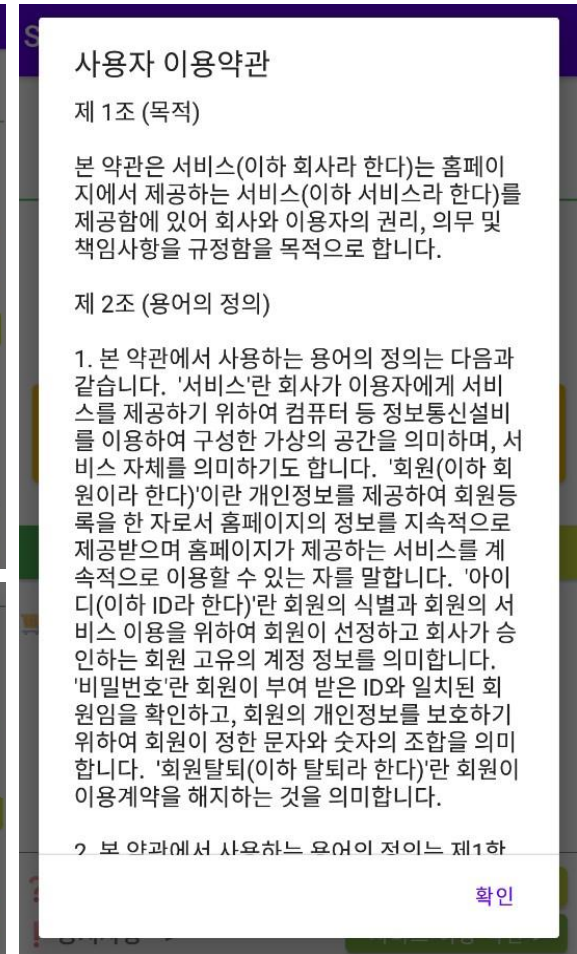 S
사용자 이용약관
제 1조 (목적)
본 약관은 서비스(이하 회사라 한다)는 홈페이
지에서 제공하는 서비스(이하 서비스라 한다)를
제공함에 있어 회사와 이용자의 권리, 의무 및
책임사항을 규정함을 목적으로 합니다.
제 2조 (용어의 정의)
1. 본 약관에서 사용하는 용어의 정의는 다음과
같습니다. '서비스'란 회사가 이용자에게 서비
스를 제공하기 위하여 컴퓨터 등 정보통신설비
를 이용하여 구성한 가상의 공간을 의미하며, 서
비스 자체를 의미하기도 합니다. '회원(이하 회
원이라 한다)'이란 개인정보를 제공하여 회원등
록을 한 자로서 홈페이지의 정보를 지속적으로
제공받으며 홈페이지가 제공하는 서비스를 계
속적으로 이용할 수 있는 자를 말합니다. '아이
디(이하 ID라 한다)'란 회원의 식별과 회원의 서
비스 이용을 위하여 회원이 선정하고 회사가 승
인하는 회원 고유의 계정 정보를 의미합니다.
'비밀번호'란 회원이 부여 받은 ID와 일치된 회
원임을 확인하고, 회원의 개인정보를 보호하기
위하여 회원이 정한 문자와 숫자의 조합을 의미
합니다. '회원탈퇴(이하 탈퇴라 한다)'란 회원이
이용계약을 해지하는 것을 의미합니다.
2. 본 약관에서 사용하는 용어의 정의는 제1항
확인